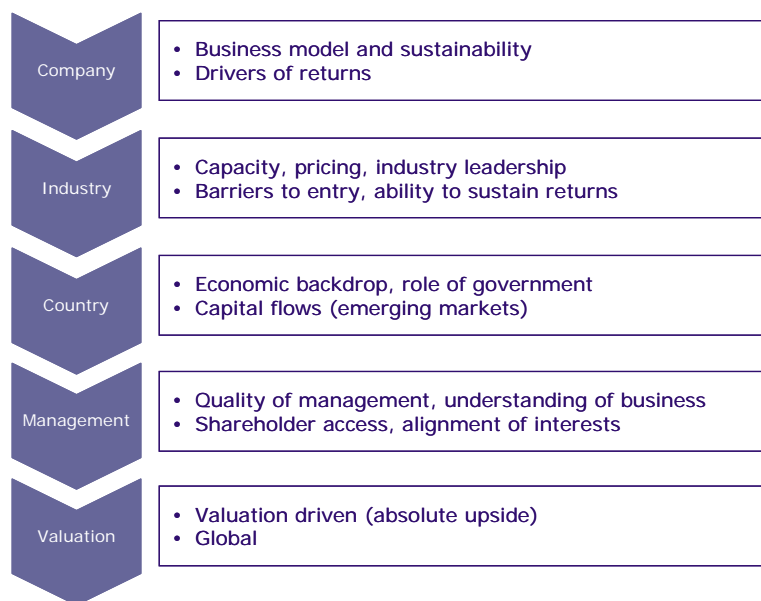 Company
• Business model and sustainability
• Drivers of returns
Industry
• Capacity, pricing, industry leadership
• Barriers to entry, ability to sustain returns
Country
• Economic backdrop, role of government
• Capital flows (emerging markets)
Management
• Quality of management, understanding of business
• Shareholder access, alignment of interests
Valuation
• Valuation driven (absolute upside)
• Global